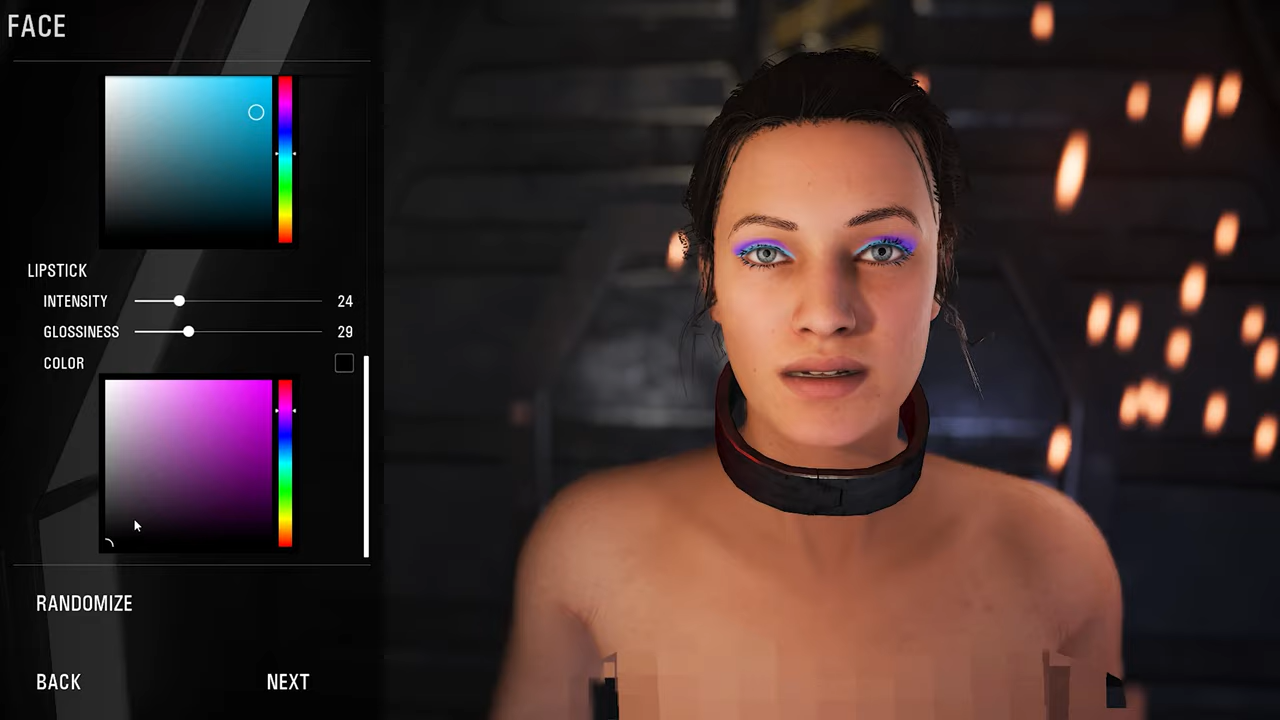 FACE
LIPSTICK
INTENSITY 24
GLOSSINESS 29
COLOR
RANDOMIZE
BACK NEXT